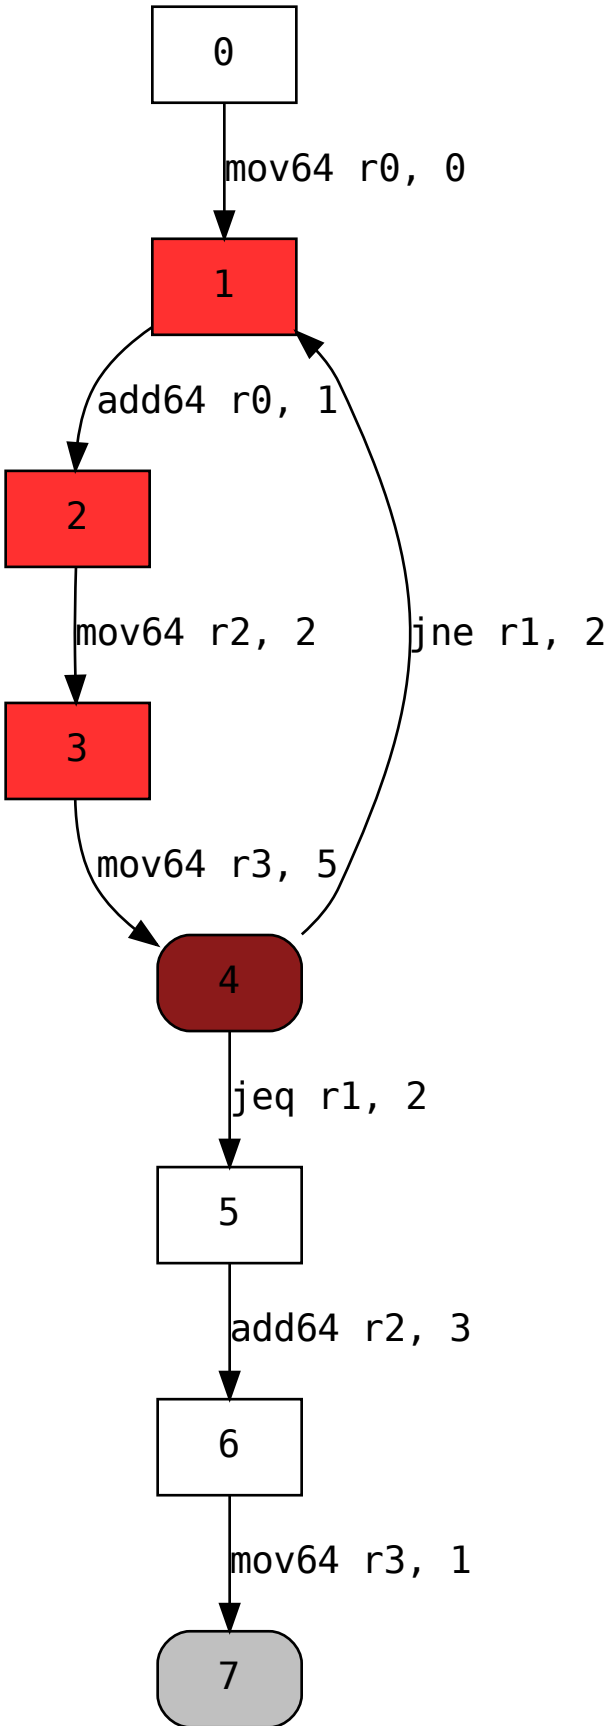 0
mov64 r0, 0
1
add64 r0, 1
2
mov64 r2, 2
jne r1, 2
3
mov64 r3, 5
4
jeq r1, 2
5
add64 r2, 3
6
mov64 r3, 1
7